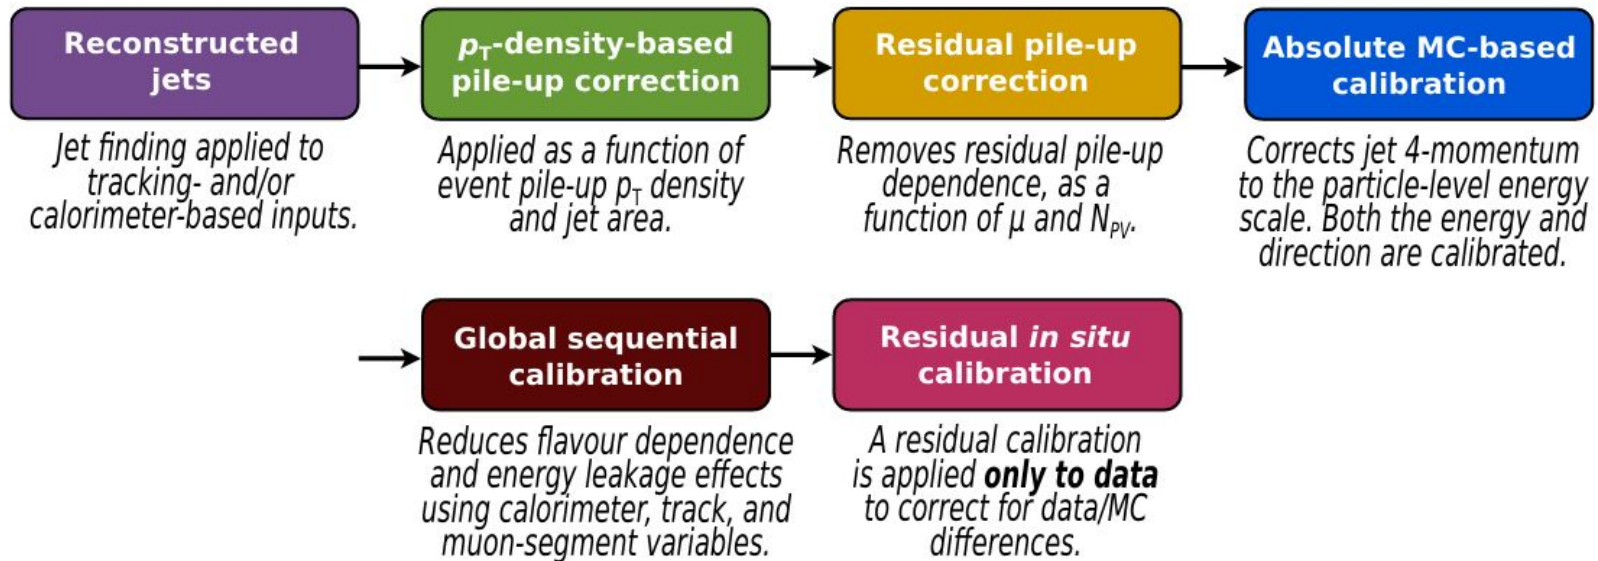 Reconstructed
jets
Jet finding applied to
tracking- and/or
calorimeter-based inputs.
pT-density-based
pile-up correction
Applied as a function of
event pile-up pT density
and jet area.
Residual pile-up
correction
Removes residual pile-up
dependence, as a
function of µ and NPV.
Absolute MC-based
calibration
Corrects jet 4-momentum
to the particle-level energy
scale. Both the energy and
direction are calibrated.
Global sequential
calibration
Reduces flavour dependence
and energy leakage effects
using calorimeter, track, and
muon-segment variables.
Residual in situ
calibration
A residual calibration
is applied only to data
to correct for data/MC
differences.